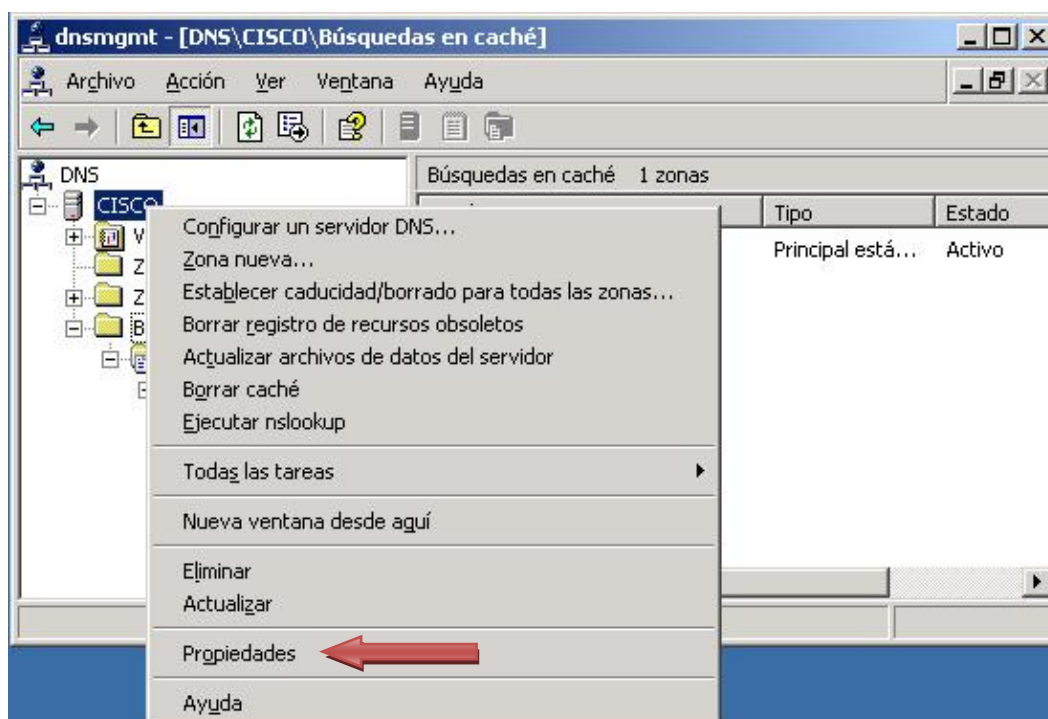 dnsmgmt - [DNS\CISCO\Búsquedas en caché]
Archivo Acción Ver Ventana Ayuda
DNS
Búsquedas en caché 1 zonas
CISCO
Tipo Estado
V
Z
Z
B
Principal está... Activo
Configurar un servidor DNS...
Zona nueva...
Establecer caducidad/borrado para todas las zonas...
Borrar registro de recursos obsoletos
Actualizar archivos de datos del servidor
Borrar caché
Ejecutar nslookup
Todas las tareas
Nueva ventana desde aquí
Eliminar
Actualizar
Propiedades
Ayuda